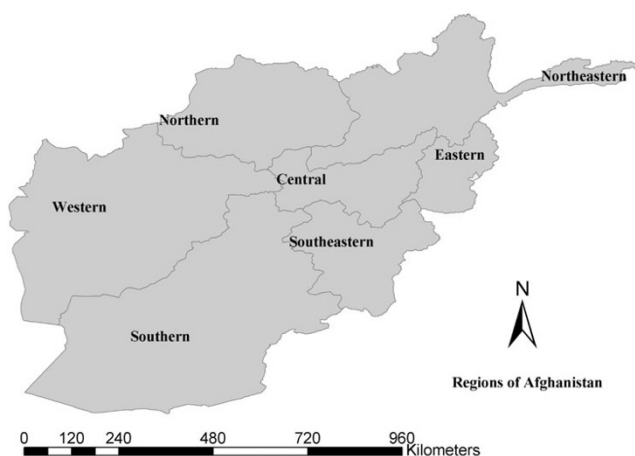 Northeastern
Northern
Eastern
Central
Western
Southeastern
N
Southern
Regions of Afghanistan
0 120 240 480 720 960
Kilometers